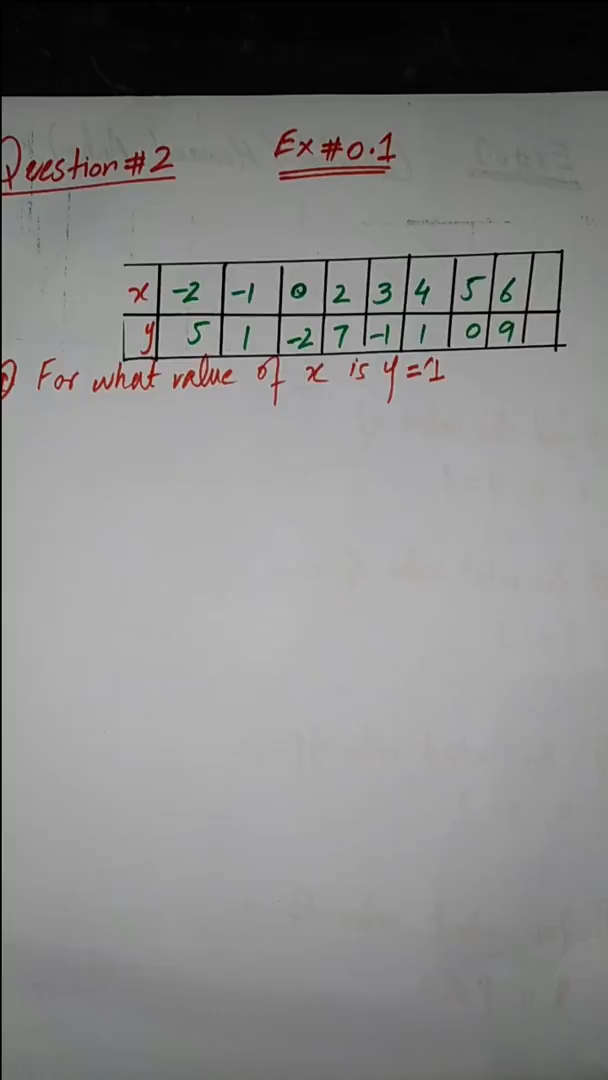 Question #2 Ex #0.1
x -2 -1 0 2 3 4 5 6
y 5 1 -2 7 -1 1 0 9
For what value of x is y = 1